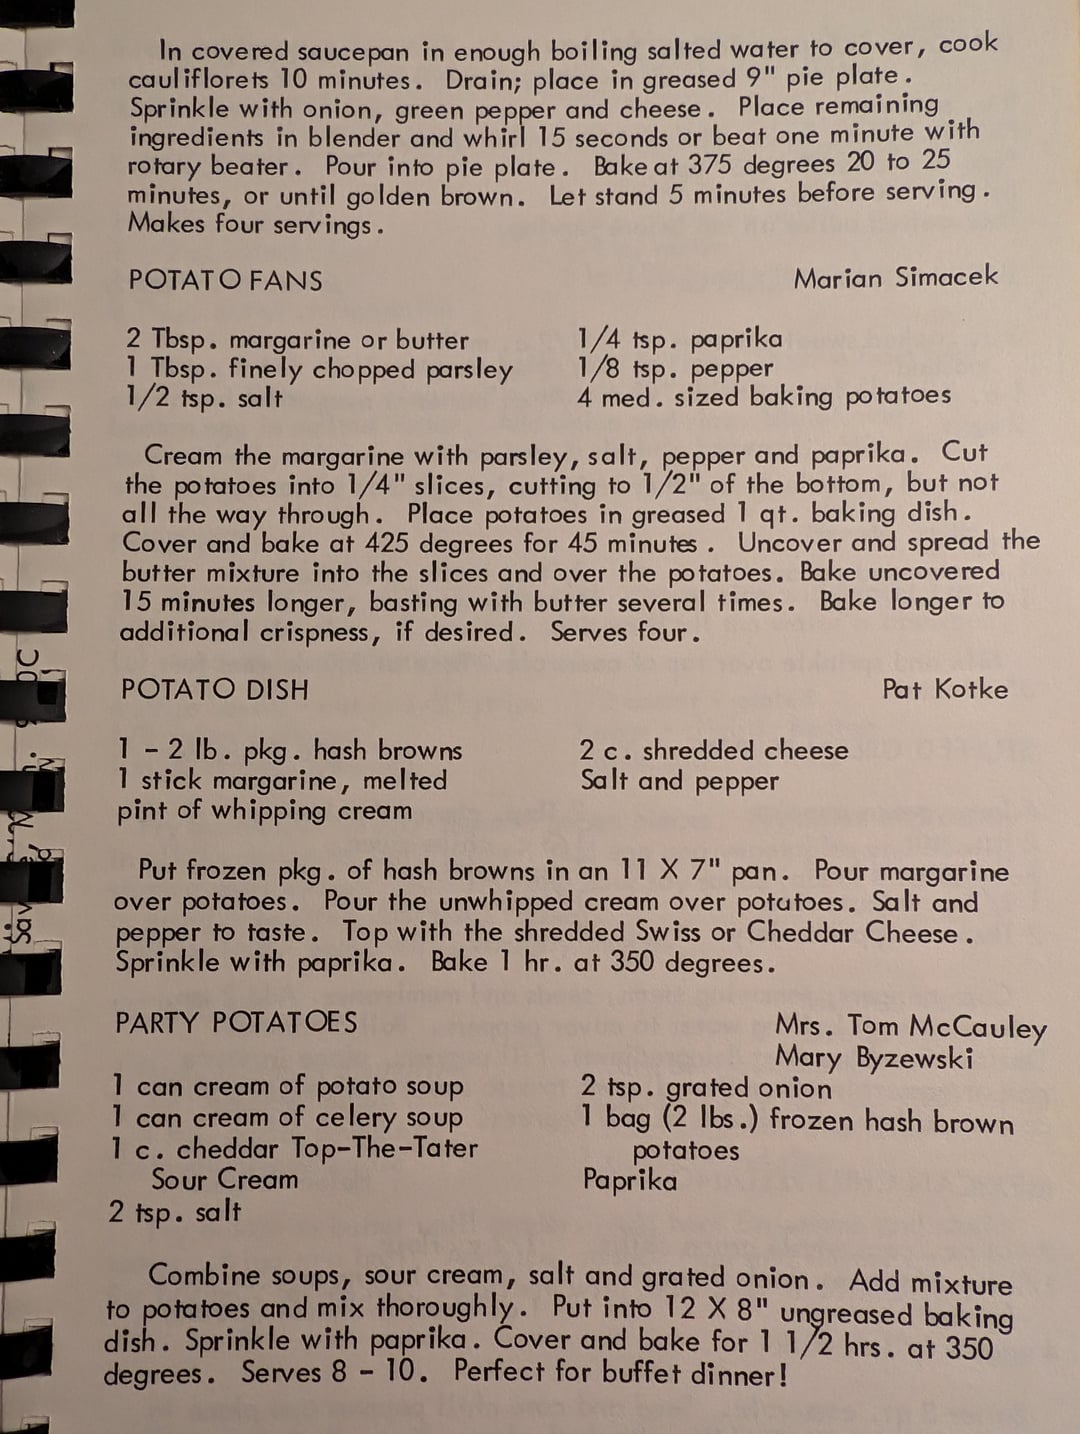 In covered saucepan in enough boiling salted water to cover, cook
cauliflorets 10 minutes. Drain; place in greased 9" pie plate.
Sprinkle with onion, green pepper and cheese. Place remaining
ingredients in blender and whirl 15 seconds or beat one minute with
rotary beater. Pour into pie plate. Bake at 375 degrees 20 to 25
minutes, or until golden brown. Let stand 5 minutes before serving.
Makes four servings.
POTATO FANS Marian Simacek
2 Tbsp. margarine or butter 1/4 tsp. paprika
1 Tbsp. finely chopped parsley 1/8 tsp. pepper
1/2 tsp. salt 4 med. sized baking potatoes
Cream the margarine with parsley, salt, pepper and paprika. Cut
the potatoes into 1/4" slices, cutting to 1/2" of the bottom, but not
all the way through. Place potatoes in greased 1 qt. baking dish.
Cover and bake at 425 degrees for 45 minutes. Uncover and spread the
butter mixture into the slices and over the potatoes. Bake uncovered
15 minutes longer, basting with butter several times. Bake longer to
additional crispness, if desired. Serves four.
POTATO DISH Pat Kotke
1 - 2 lb. pkg. hash browns 2 c. shredded cheese
1 stick margarine, melted Salt and pepper
pint of whipping cream
Put frozen pkg. of hash browns in an 11 X 7" pan. Pour margarine
over potatoes. Pour the unwhipped cream over potatoes. Salt and
pepper to taste. Top with the shredded Swiss or Cheddar Cheese.
Sprinkle with paprika. Bake 1 hr. at 350 degrees.
PARTY POTATOES Mrs. Tom McCauley
Mary Byzewski
1 can cream of potato soup 2 tsp. grated onion
1 can cream of celery soup 1 bag (2 lbs.) frozen hash brown
1 c. cheddar Top-The-Tater potatoes
Sour Cream Paprika
2 tsp. salt
Combine soups, sour cream, salt and grated onion. Add mixture
to potatoes and mix thoroughly. Put into 12 X 8" ungreased baking
dish. Sprinkle with paprika. Cover and bake for 1 1/2 hrs. at 350
degrees. Serves 8 - 10. Perfect for buffet dinner!